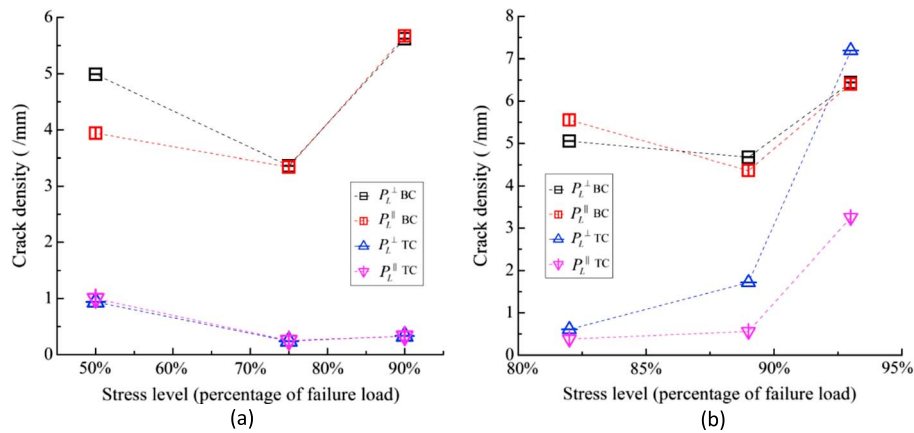 6
5
4
3
2
1
0
Crack density ( /mm)
P_L^⊥ BC
P_L^∥ BC
P_L^⊥ TC
P_L^∥ TC
50% 60% 70% 80% 90%
Stress level (percentage of failure load)
(a)
8
7
6
5
4
3
2
1
0
Crack density ( /mm)
P_L^⊥ BC
P_L^∥ BC
P_L^⊥ TC
P_L^∥ TC
80% 85% 90% 95%
Stress level (percentage of failure load)
(b)